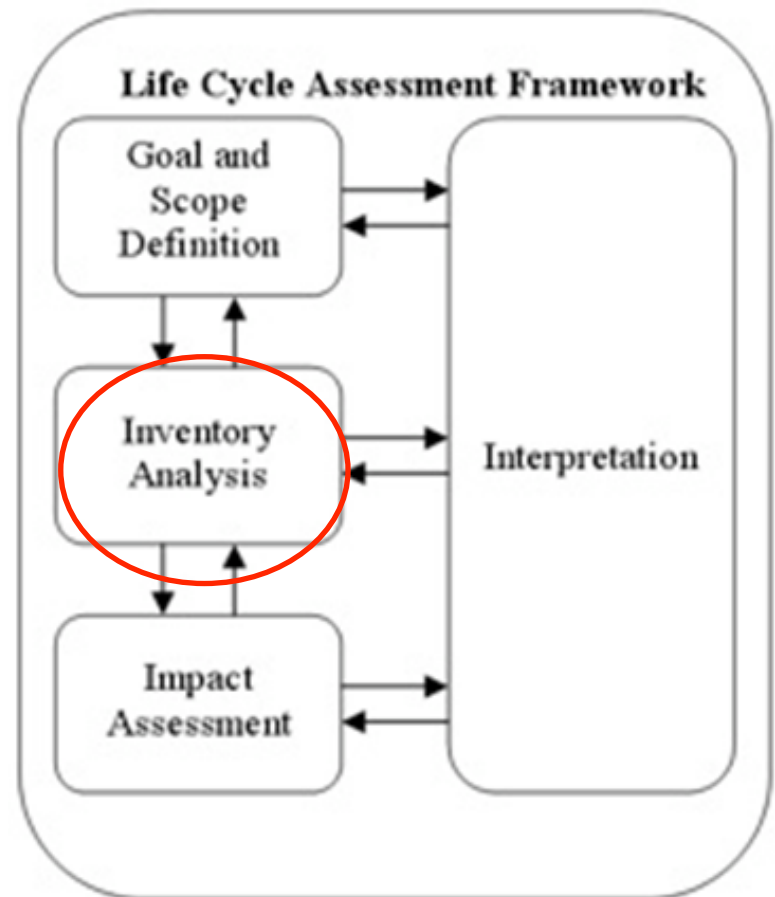 Life Cycle Assessment Framework
Goal and
Scope
Definition
Inventory
Analysis
Interpretation
Impact
Assessment